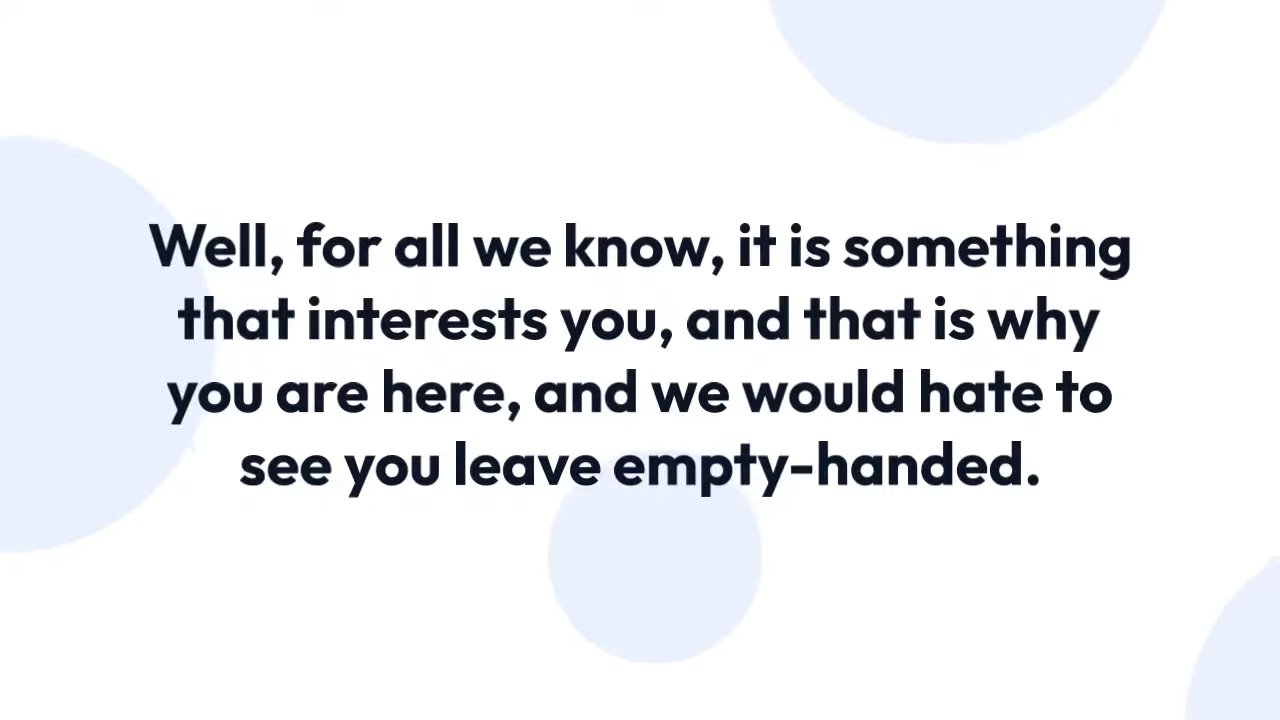 Well, for all we know, it is something
that interests you, and that is why
you are here, and we would hate to
see you leave empty-handed.